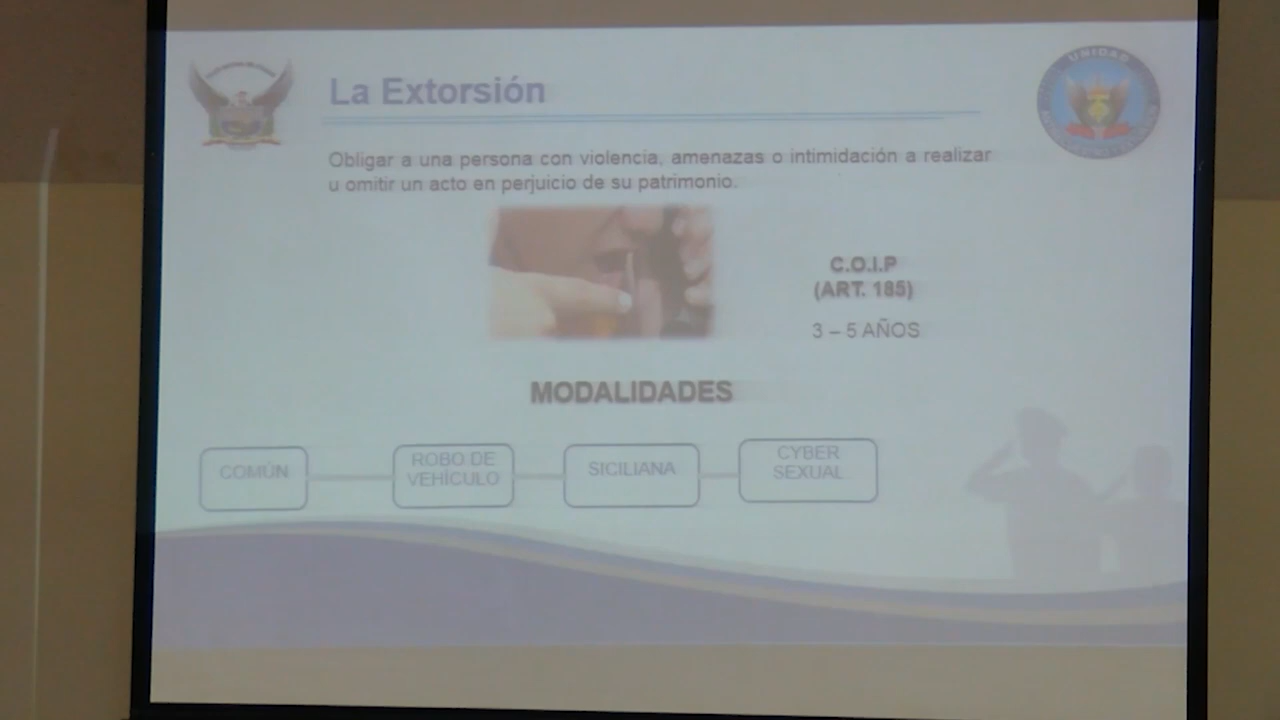 La Extorsión
UNIDAD
Obligar a una persona con violencia, amenazas o intimidación a realizar
u omitir un acto en perjuicio de su patrimonio.
C.O.I.P
(ART. 185)
3 – 5 AÑOS
MODALIDADES
COMÚN
ROBO DE
VEHÍCULO
SICILIANA
CYBER
SEXUAL